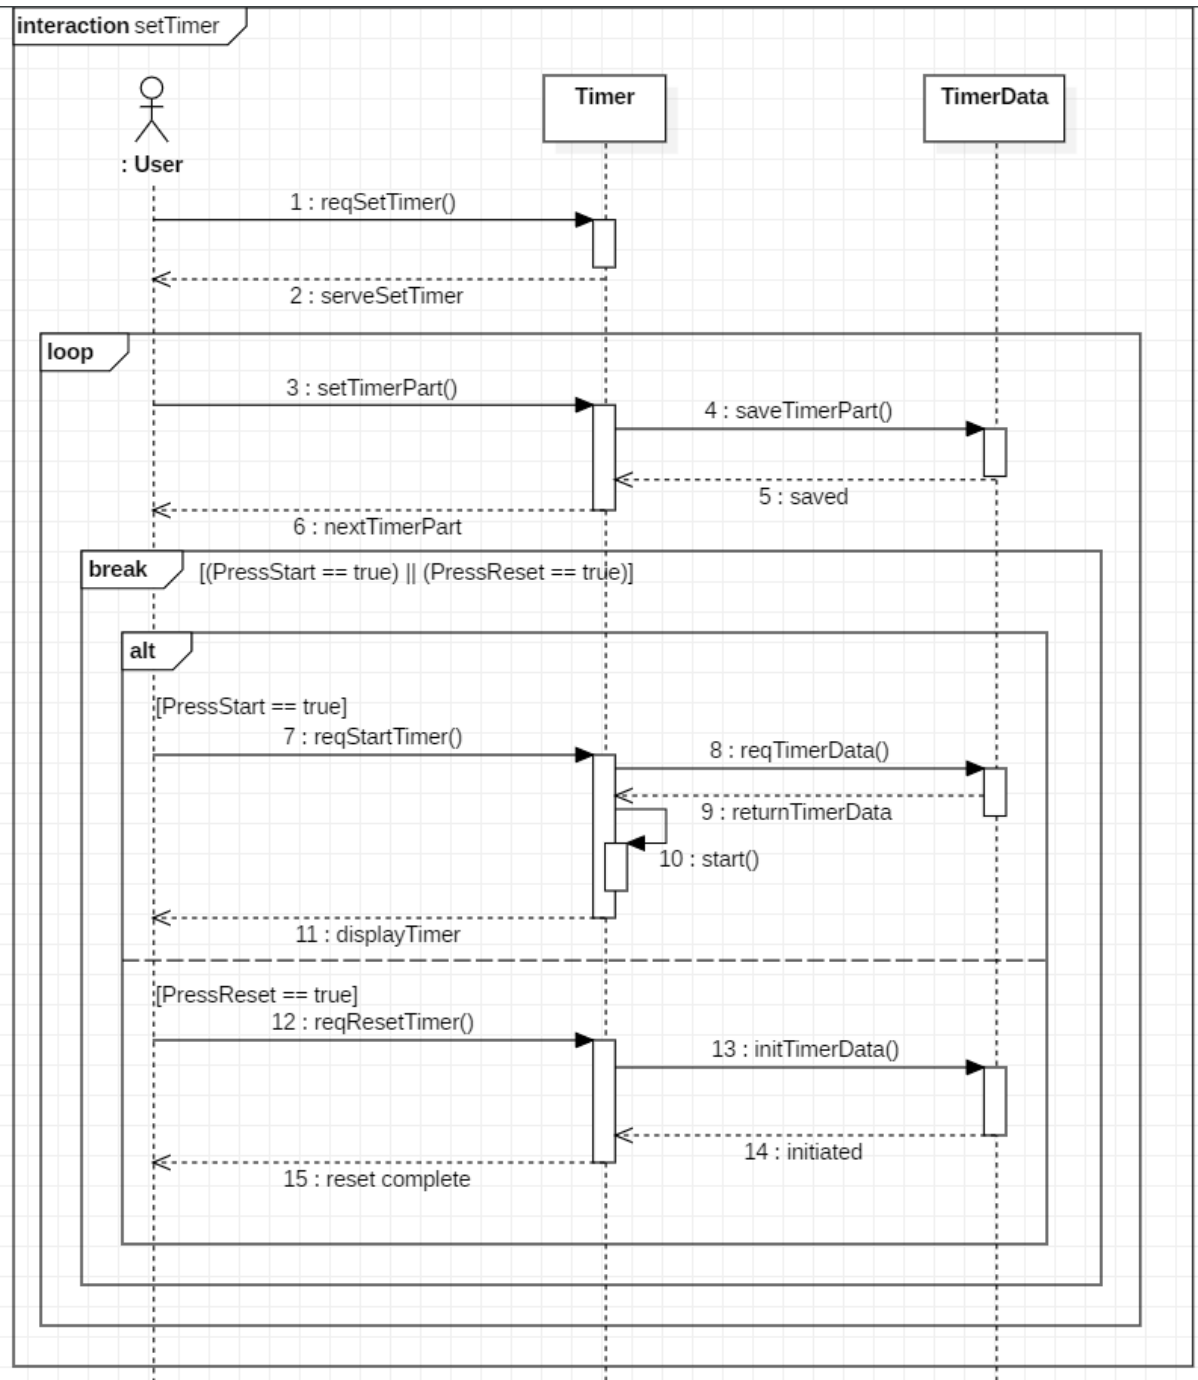 interaction setTimer
Timer
TimerData
: User
1 : reqSetTimer()
2 : serveSetTimer
loop
3 : setTimerPart()
4 : saveTimerPart()
5 : saved
6 : nextTimerPart
break
[(PressStart == true) || (PressReset == true)]
alt
[PressStart == true]
7 : reqStartTimer()
8 : reqTimerData()
9 : returnTimerData
10 : start()
11 : displayTimer
[PressReset == true]
12 : reqResetTimer()
13 : initTimerData()
14 : initiated
15 : reset complete